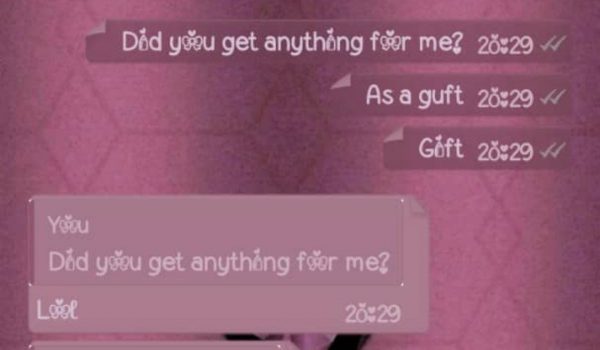 Did you get anything for me? 20:29
As a guft 20:29
Gift 20:29
You
Did you get anything for me?
Lool 20:29